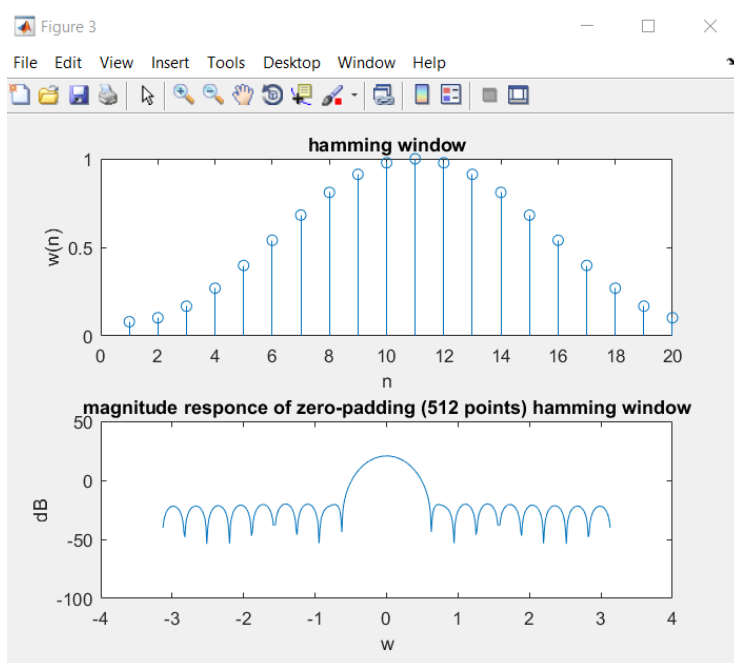 Figure 3
File Edit View Insert Tools Desktop Window Help
hamming window
1
0.5
0
w(n)
0 2 4 6 8 10 12 14 16 18 20
n
magnitude responce of zero-padding (512 points) hamming window
50
0
-50
-100
dB
-4 -3 -2 -1 0 1 2 3 4
w